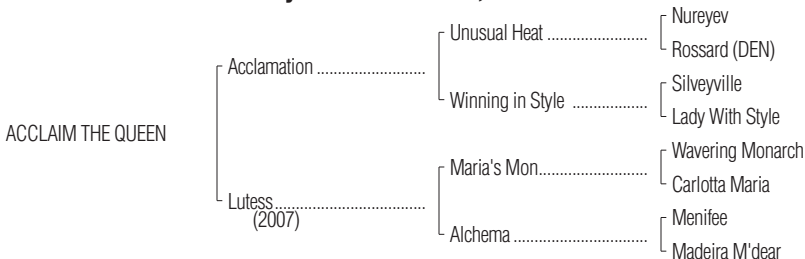 Nureyev
Unusual Heat ..........................
Rossard (DEN)
Acclamation ............................
Silveyville
Winning in Style ....................
Lady With Style
ACCLAIM THE QUEEN
Wavering Monarch
Maria's Mon............................
Carlotta Maria
Lutess.......................................
(2007)
Menifee
Alchema ...................................
Madeira M'dear